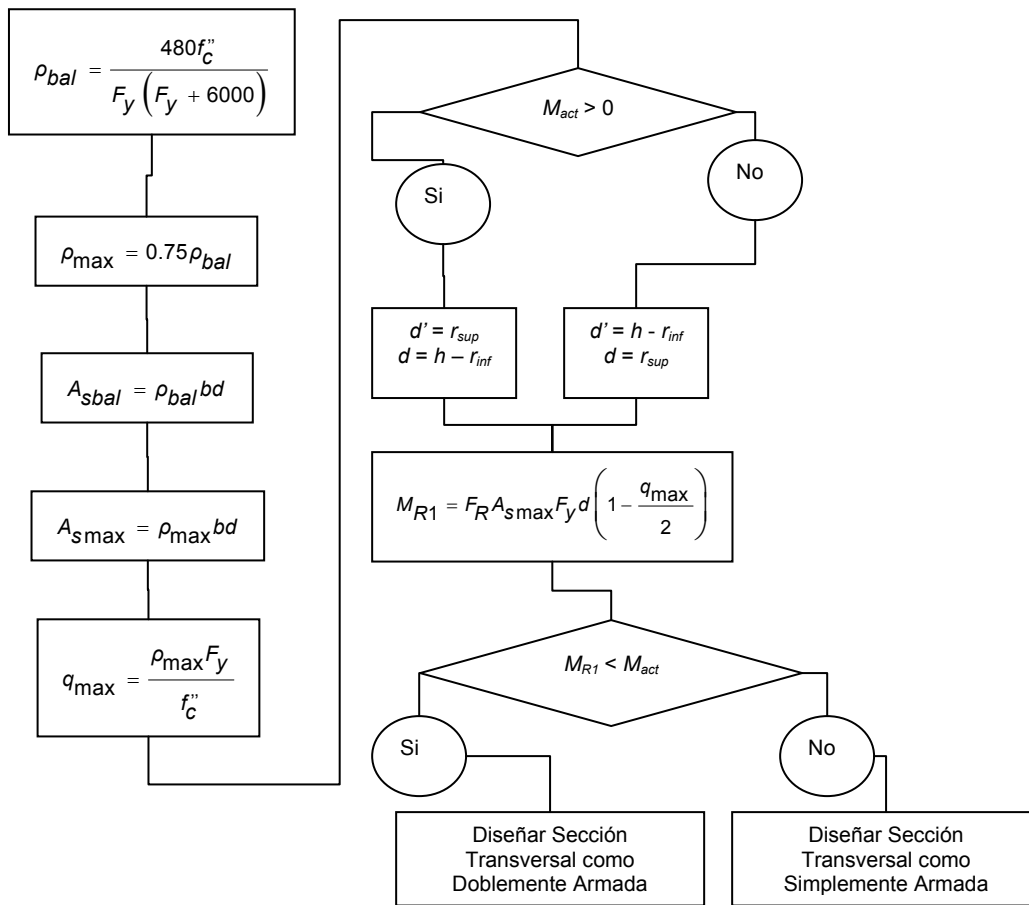 ρbal = 480f"c / Fy (Fy + 6000)
ρmax = 0.75ρbal
Asbal = ρbal bd
Asmax = ρmax bd
qmax = ρmax Fy / f"c
Mact > 0
Si
No
d' = rsup
d = h – rinf
d' = h - rinf
d = rsup
MR1 = FR Asmax Fy d (1 − qmax / 2)
MR1 < Mact
Si
No
Diseñar Sección
Transversal como
Doblemente Armada
Diseñar Sección
Transversal como
Simplemente Armada